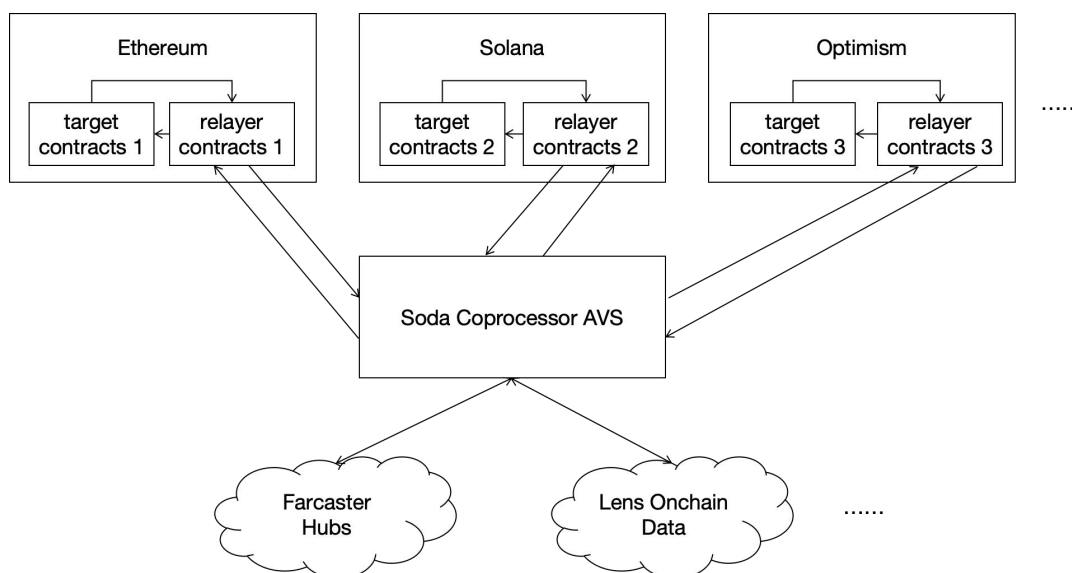 Ethereum
Solana
Optimism
target
contracts 1
relayer
contracts 1
target
contracts 2
relayer
contracts 2
target
contracts 3
relayer
contracts 3
.....
Soda Coprocessor AVS
Farcaster
Hubs
Lens Onchain
Data
......